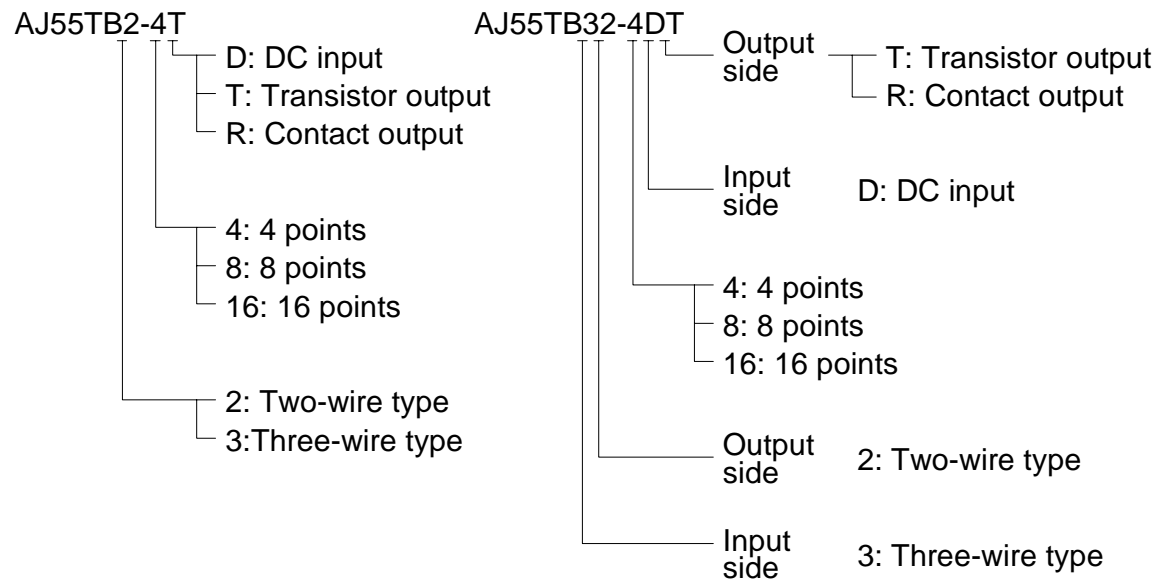 AJ55TB2-4T
D: DC input
T: Transistor output
R: Contact output
4: 4 points
8: 8 points
16: 16 points
2: Two-wire type
3:Three-wire type
AJ55TB32-4DT
Output
side
T: Transistor output
R: Contact output
Input
side
D: DC input
4: 4 points
8: 8 points
16: 16 points
Output
side
2: Two-wire type
Input
side
3: Three-wire type